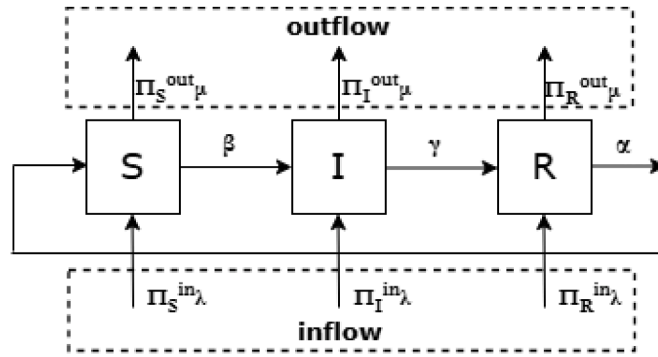 outflow
Π_S^out μ Π_I^out μ Π_R^out μ
S β I γ R α
Π_S^in λ Π_I^in λ Π_R^in λ
inflow